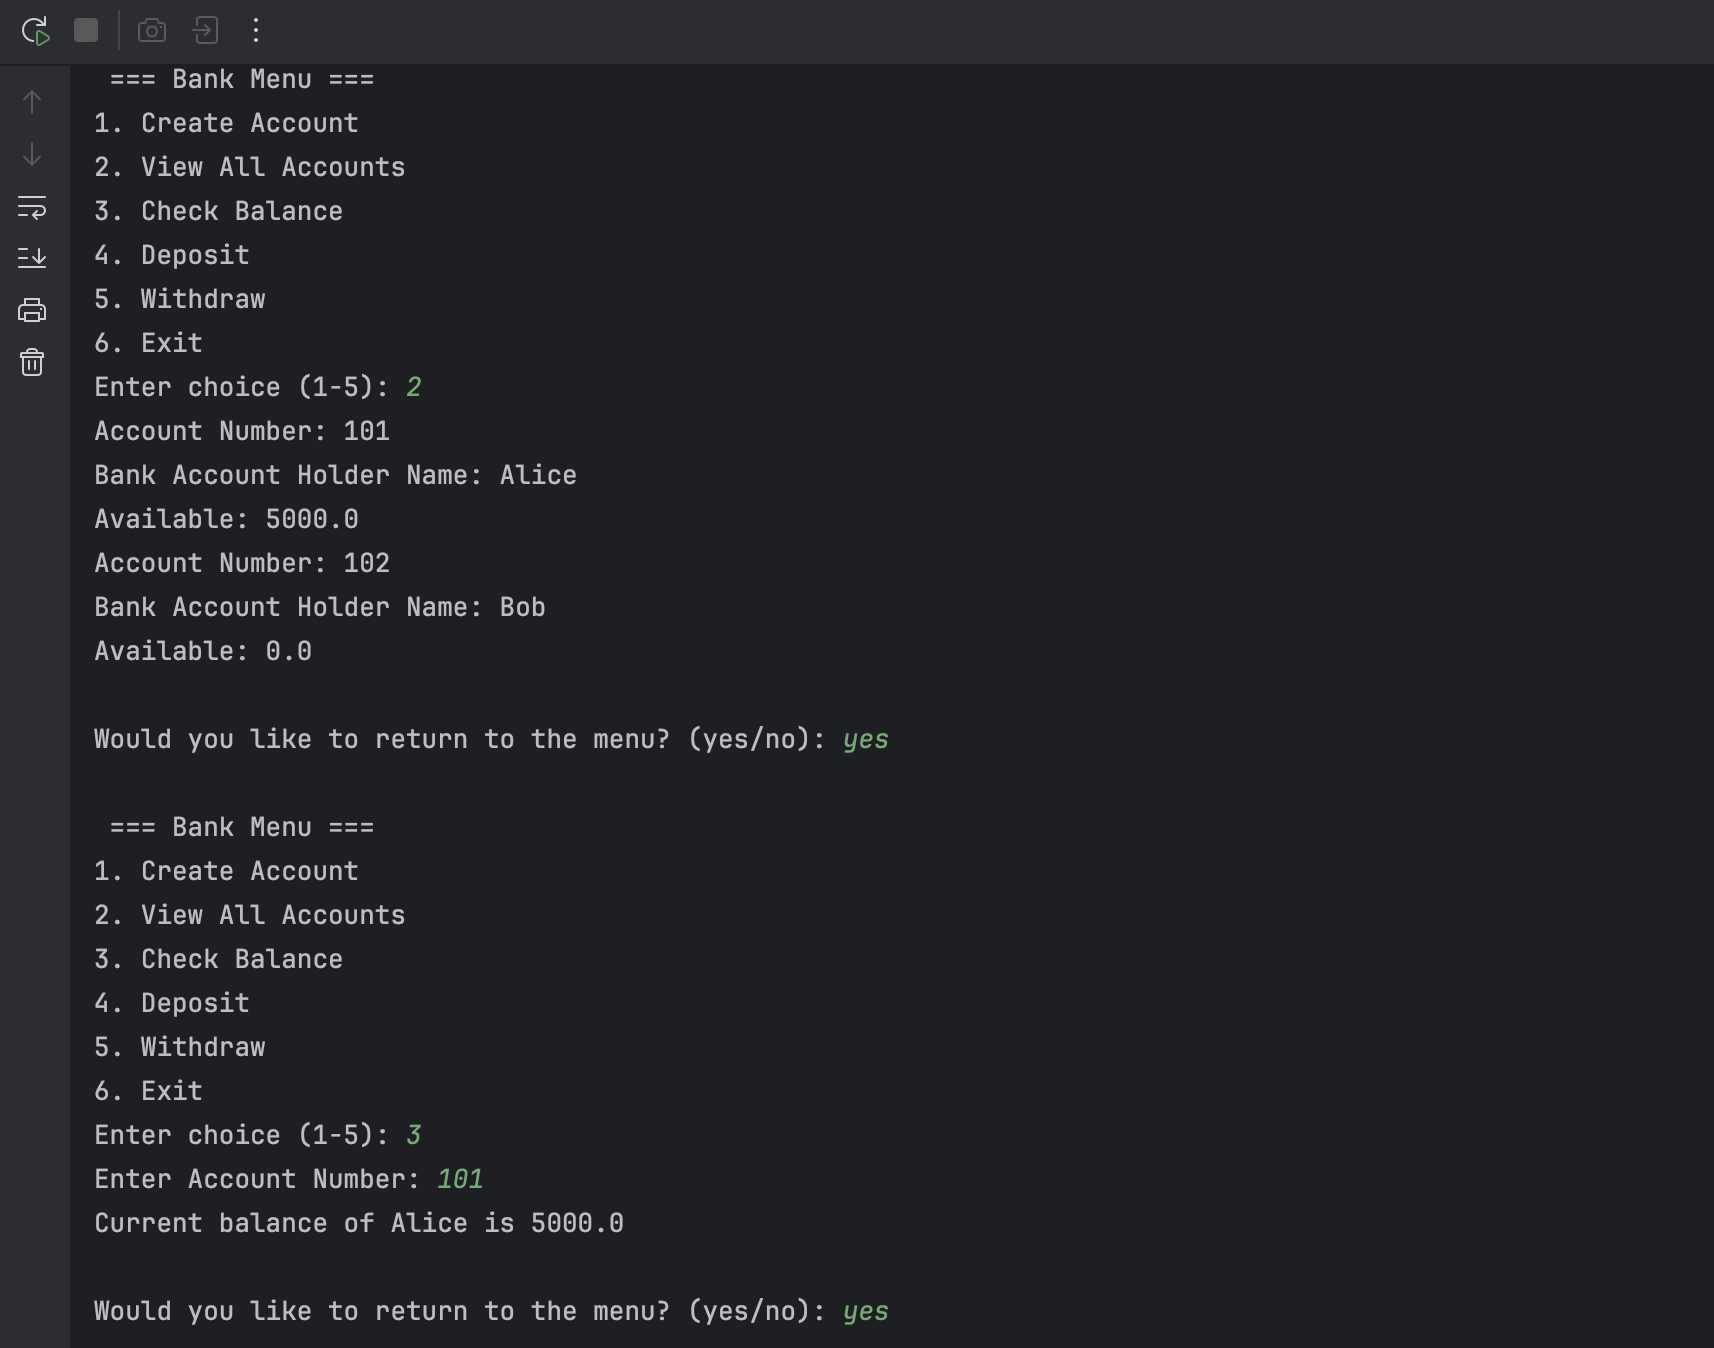 === Bank Menu ===
1. Create Account
2. View All Accounts
3. Check Balance
4. Deposit
5. Withdraw
6. Exit
Enter choice (1-5): 2
Account Number: 101
Bank Account Holder Name: Alice
Available: 5000.0
Account Number: 102
Bank Account Holder Name: Bob
Available: 0.0
Would you like to return to the menu? (yes/no): yes
=== Bank Menu ===
1. Create Account
2. View All Accounts
3. Check Balance
4. Deposit
5. Withdraw
6. Exit
Enter choice (1-5): 3
Enter Account Number: 101
Current balance of Alice is 5000.0
Would you like to return to the menu? (yes/no): yes